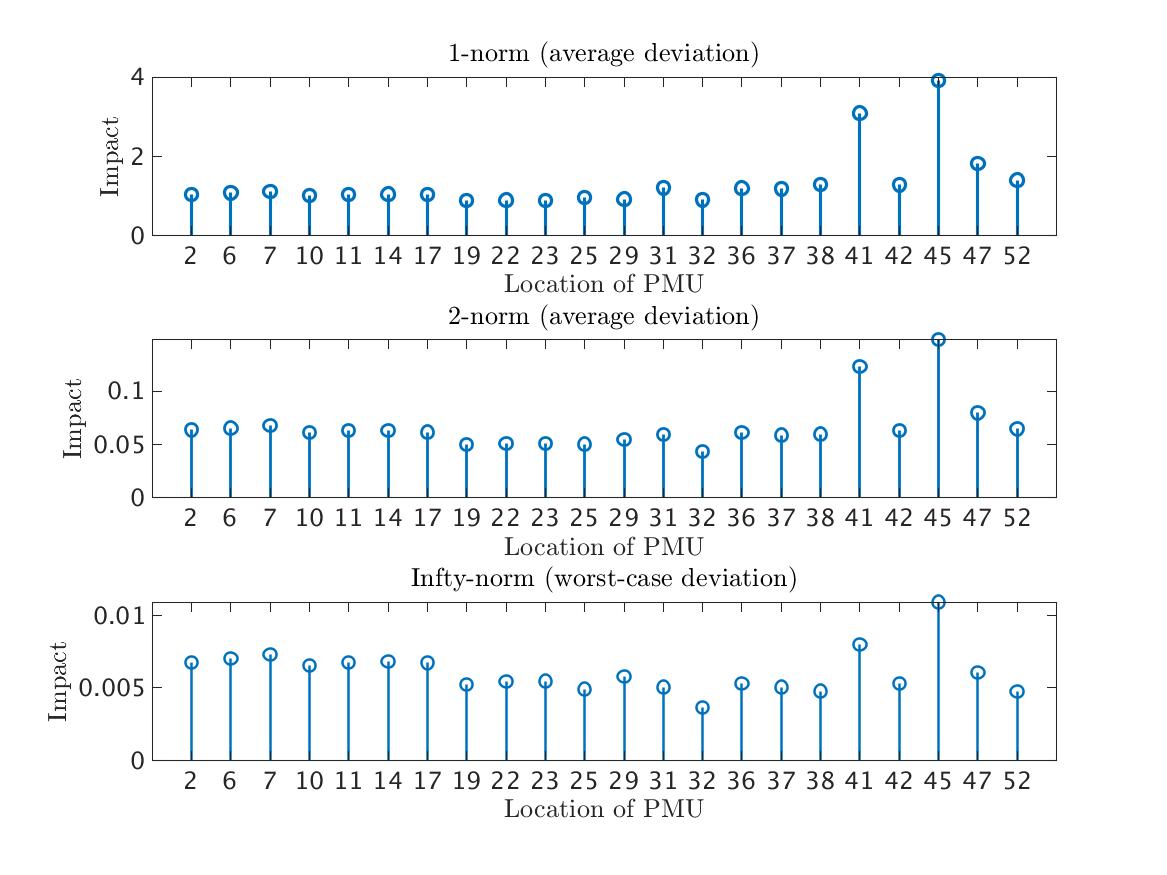 1-norm (average deviation)
4
2
0
Impact
2 6 7 10 11 14 17 19 22 23 25 29 31 32 36 37 38 41 42 45 47 52
Location of PMU
2-norm (average deviation)
0.1
0.05
0
Impact
2 6 7 10 11 14 17 19 22 23 25 29 31 32 36 37 38 41 42 45 47 52
Location of PMU
Infty-norm (worst-case deviation)
0.01
0.005
0
Impact
2 6 7 10 11 14 17 19 22 23 25 29 31 32 36 37 38 41 42 45 47 52
Location of PMU